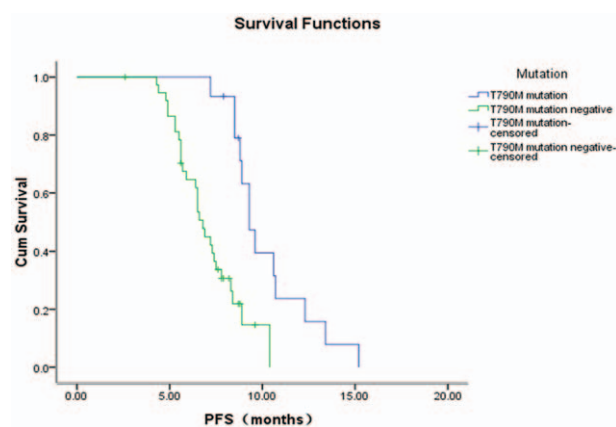 Survival Functions
Mutation
T790M mutation
T790M mutation negative
T790M mutation-
censored
T790M mutation negative-
censored
Cum Survival
1.0
0.8
0.6
0.4
0.2
0.0
0.00 5.00 10.00 15.00 20.00
PFS（months）